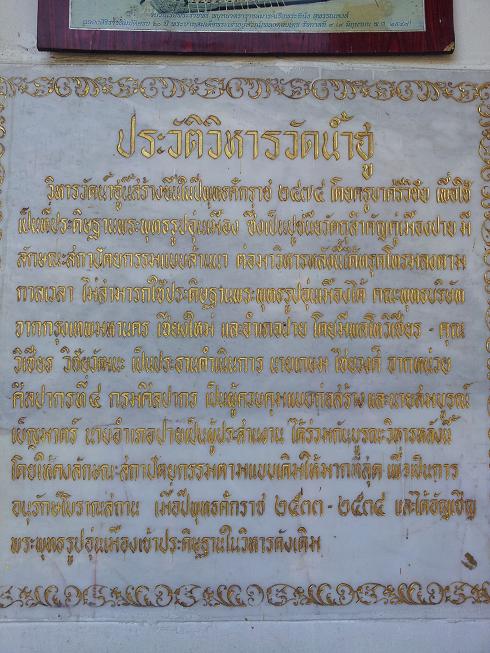 ประวัติวิหารวัดน้ำฮู
วิหารวัดน้ำฮูนี้สร้างขึ้นในปีพุทธศักราช ๒๔๗๔ โดยครูบาศรีวิชัย เพื่อใช้
เป็นที่ประดิษฐานพระพุทธรูปอุ่นเมือง ซึ่งเป็นปูชนียวัตถุสำคัญคู่เมืองปาย มี
ลักษณะสถาปัตยกรรมแบบล้านนา ต่อมาวิหารหลังนี้ได้ทรุดโทรมลงตาม
กาลเวลา ไม่สามารถใช้ประดิษฐานพระพุทธรูปอุ่นเมืองได้ คณะพุทธบริษัท
จากกรุงเทพมหานคร เชียงใหม่ และอำเภอปาย โดยมีพลโทวิเชียร - คุณ
วิเชียร วิธียุวัฒนะ เป็นประธานดำเนินการ นายเกษม ไชยวงศ์ จากหน่วย
ศิลปากรที่ ๔ กรมศิลปากร เป็นผู้ควบคุมแบบก่อสร้าง และนายสมบูรณ์
เบ็ญมาตร์ นายอำเภอปายเป็นผู้ประสานงาน ได้ร่วมกันบูรณะวิหารหลังนี้
โดยให้คงลักษณะสถาปัตยกรรมตามแบบเดิมให้มากที่สุด เพื่อเป็นการ
อนุรักษ์โบราณสถาน เมื่อปีพุทธศักราช ๒๕๓๓ - ๒๕๓๔ และได้อัญเชิญ
พระพุทธรูปอุ่นเมืองเข้าประดิษฐานในวิหารดังเดิม